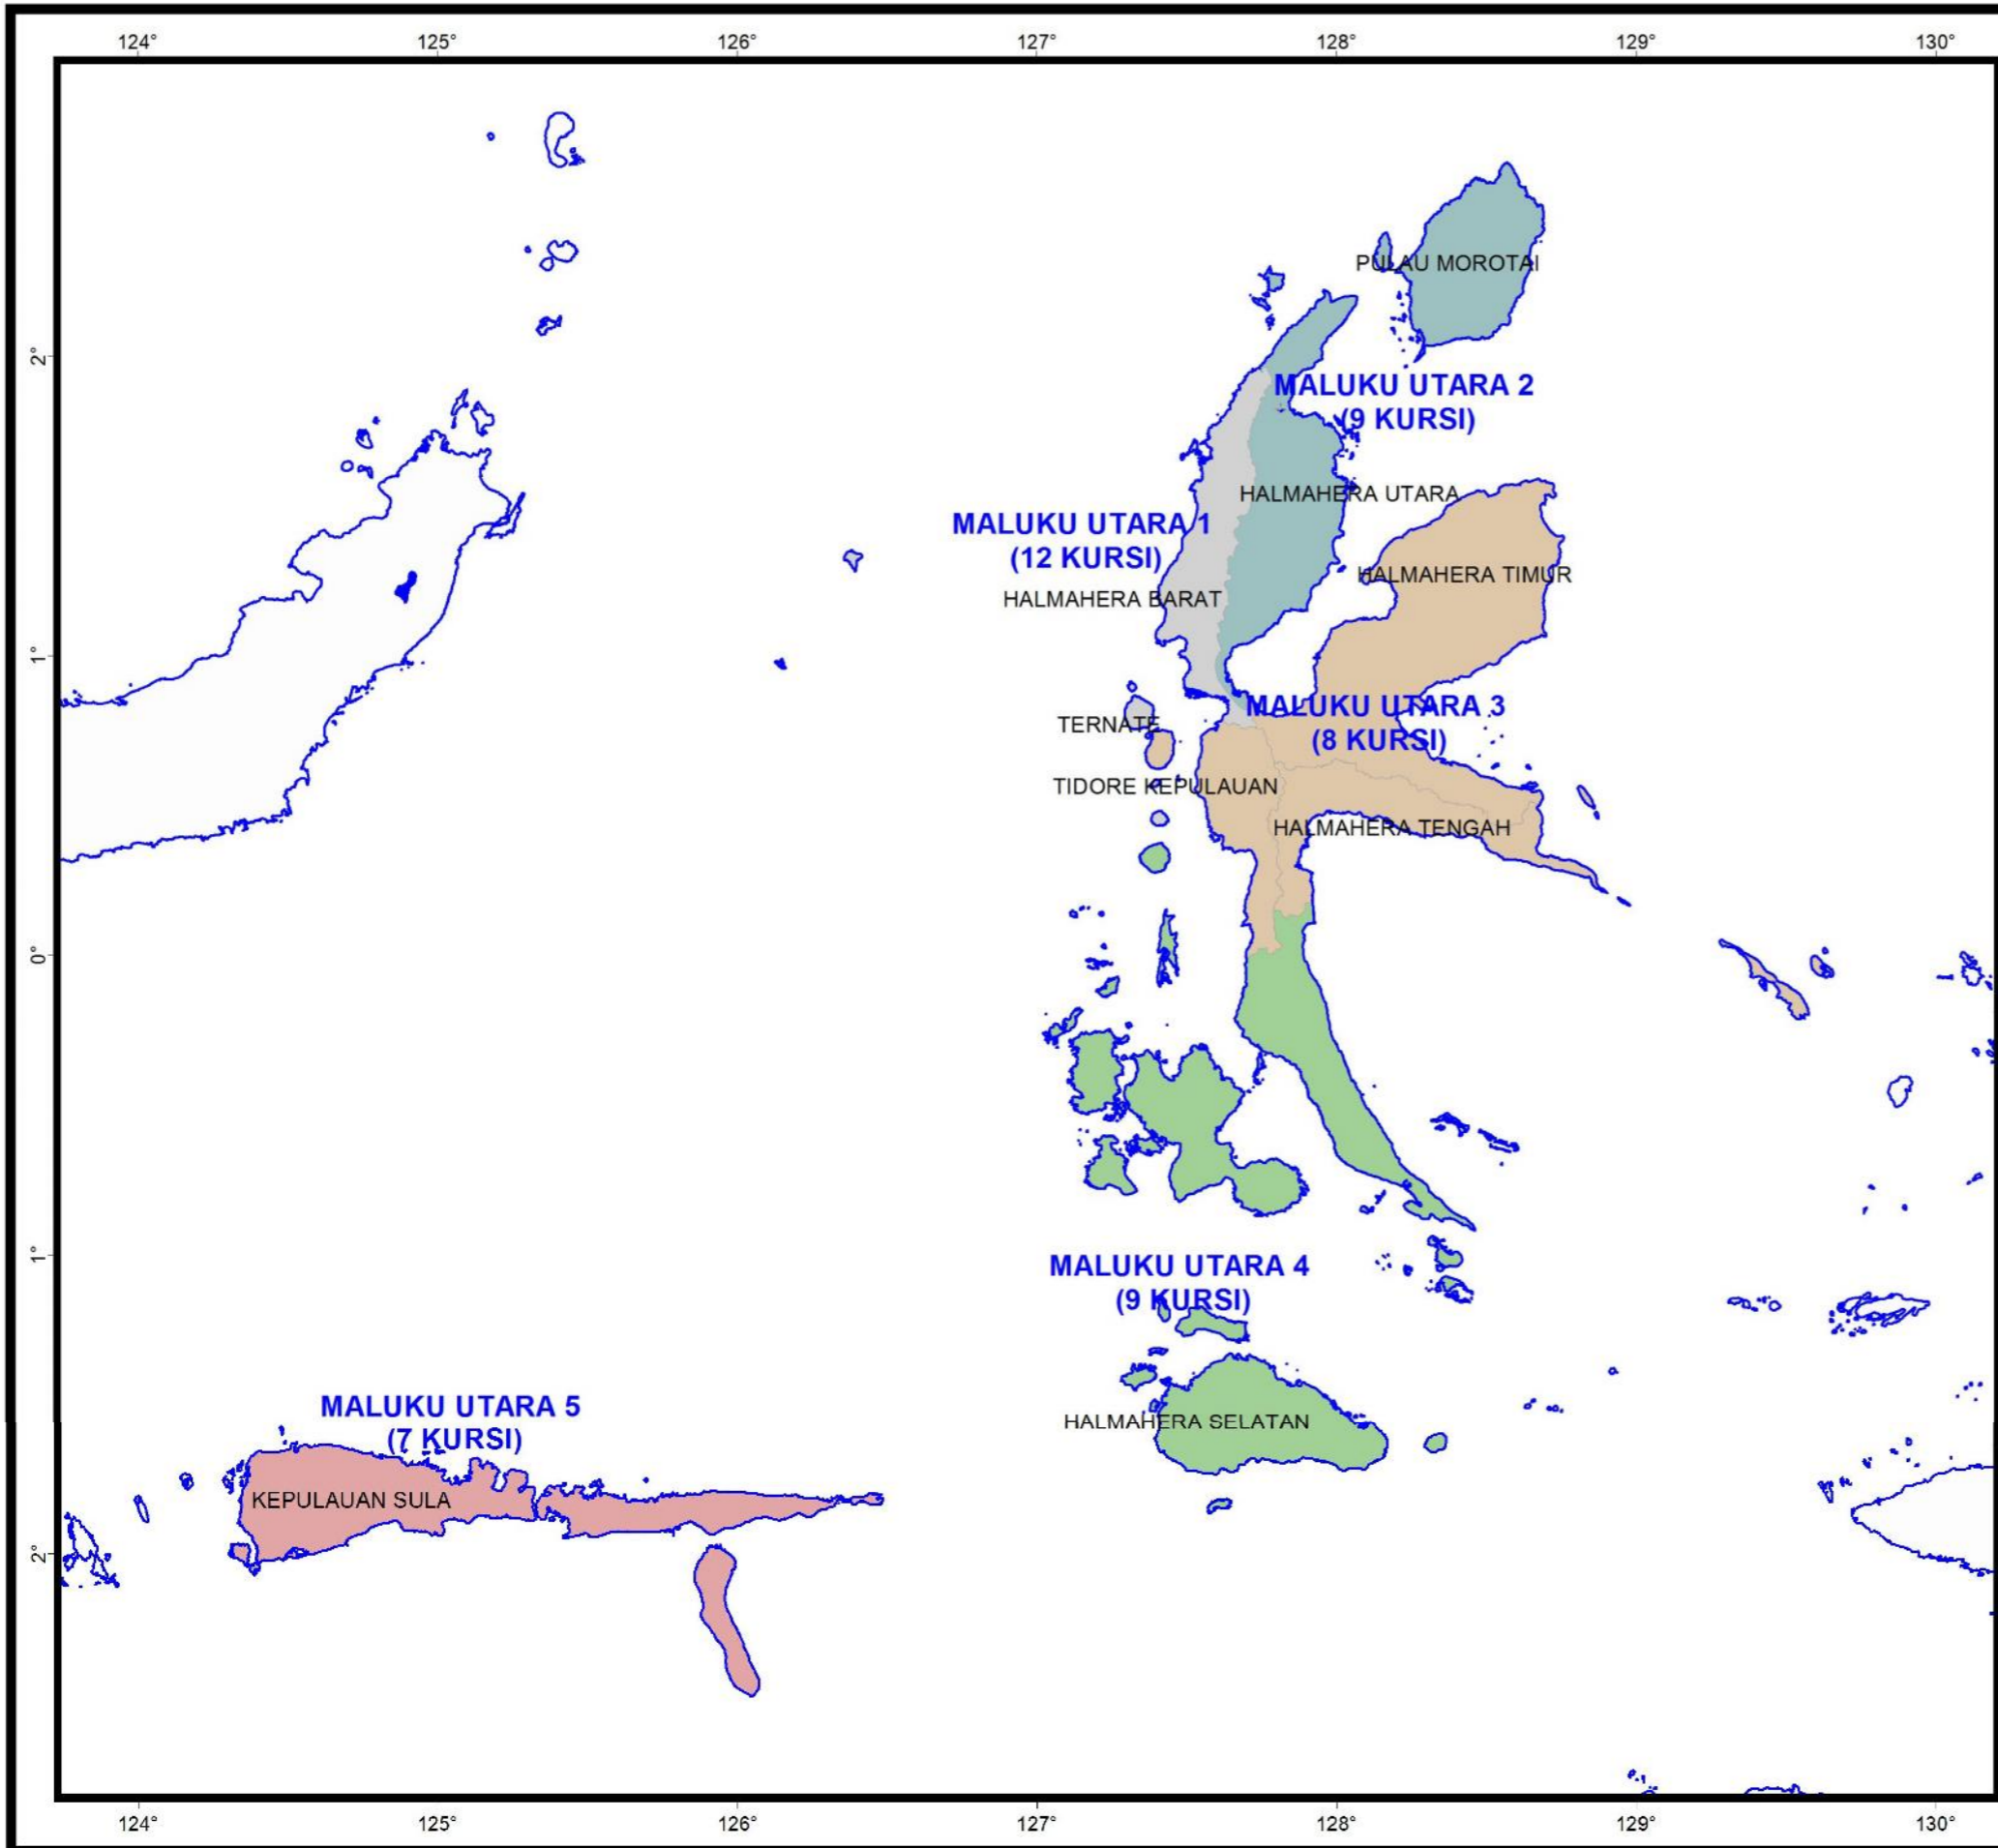 124° 125° 126° 127° 128° 129° 130°
PULAU MOROTAI
2°
MALUKU UTARA 2
(9 KURSI)
HALMAHERA UTARA
MALUKU UTARA 1
(12 KURSI)
HALMAHERA TIMUR
HALMAHERA BARAT
1°
MALUKU UTARA 3
(8 KURSI)
TERNATE
TIDORE KEPULAUAN
HALMAHERA TENGAH
0°
1°
MALUKU UTARA 4
(9 KURSI)
MALUKU UTARA 5
(7 KURSI)
HALMAHERA SELATAN
KEPULAUAN SULA
2°
124° 125° 126° 127° 128° 129° 130°